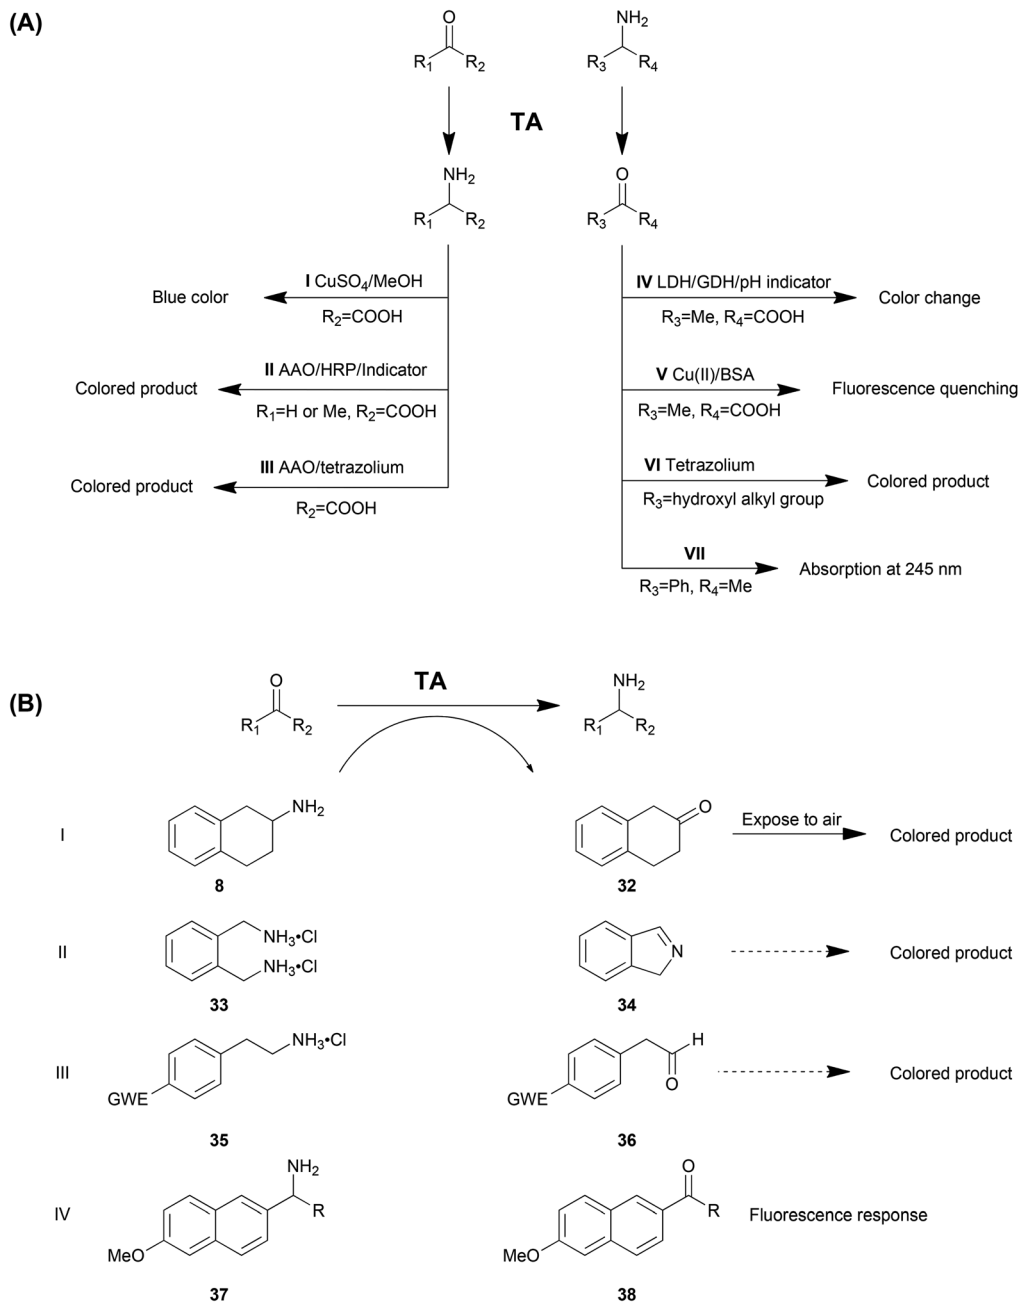 (A)
O
R1 R2
NH2
R3 R4
TA
NH2
R1 R2
O
R3 R4
I CuSO4/MeOH
Blue color
R2=COOH
II AAO/HRP/Indicator
Colored product
R1=H or Me, R2=COOH
III AAO/tetrazolium
Colored product
R2=COOH
IV LDH/GDH/pH indicator
Color change
R3=Me, R4=COOH
V Cu(II)/BSA
Fluorescence quenching
R3=Me, R4=COOH
VI Tetrazolium
Colored product
R3=hydroxyl alkyl group
VII
Absorption at 245 nm
R3=Ph, R4=Me
(B)
O
R1 R2
TA
NH2
R1 R2
I
NH2
8
O
32
Expose to air
Colored product
II
NH3•Cl
NH3•Cl
33
N
34
Colored product
III
NH3•Cl
GWE
35
H
O
GWE
36
Colored product
IV
NH2
R
MeO
37
O
R
MeO
38
Fluorescence response